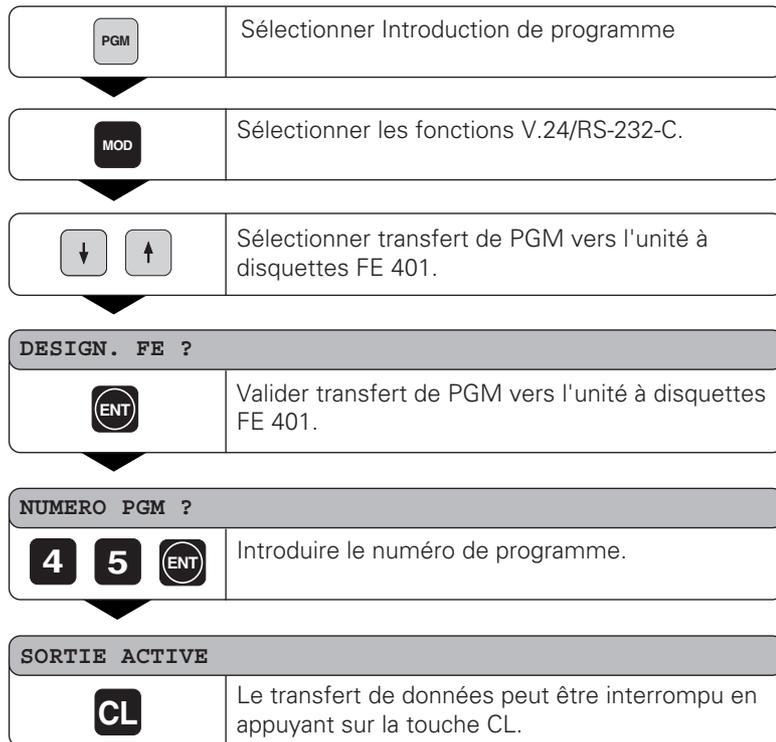 PGM
Sélectionner Introduction de programme
MOD
Sélectionner les fonctions V.24/RS-232-C.
Sélectionner transfert de PGM vers l'unité à
disquettes FE 401.
DESIGN. FE ?
ENT
Valider transfert de PGM vers l'unité à disquettes
FE 401.
NUMERO PGM ?
4 5 ENT
Introduire le numéro de programme.
SORTIE ACTIVE
CL
Le transfert de données peut être interrompu en
appuyant sur la touche CL.